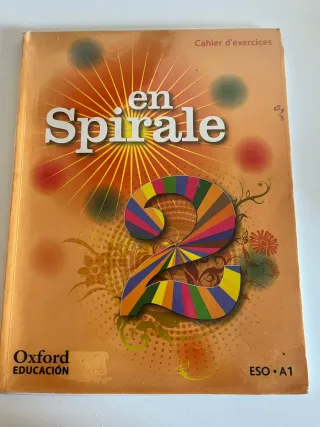 Cahier d'exercices
en
Spirale
2
Oxford
EDUCACIÓN
ESO • A1